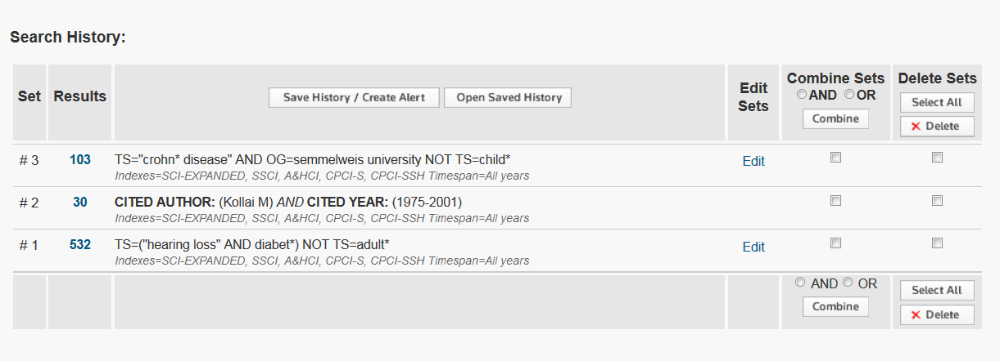 Search History:
Set Results Save History / Create Alert Open Saved History Edit Sets Combine Sets AND OR Combine Delete Sets Select All Delete
# 3 103 TS="crohn* disease" AND OG=semmelweis university NOT TS=child* Edit
Indexes=SCI-EXPANDED, SSCI, A&HCI, CPCI-S, CPCI-SSH Timespan=All years
# 2 30 CITED AUTHOR: (Kollai M) AND CITED YEAR: (1975-2001)
Indexes=SCI-EXPANDED, SSCI, A&HCI, CPCI-S, CPCI-SSH Timespan=All years
# 1 532 TS=("hearing loss" AND diabet*) NOT TS=adult* Edit
Indexes=SCI-EXPANDED, SSCI, A&HCI, CPCI-S, CPCI-SSH Timespan=All years
AND OR Select All
Combine Delete